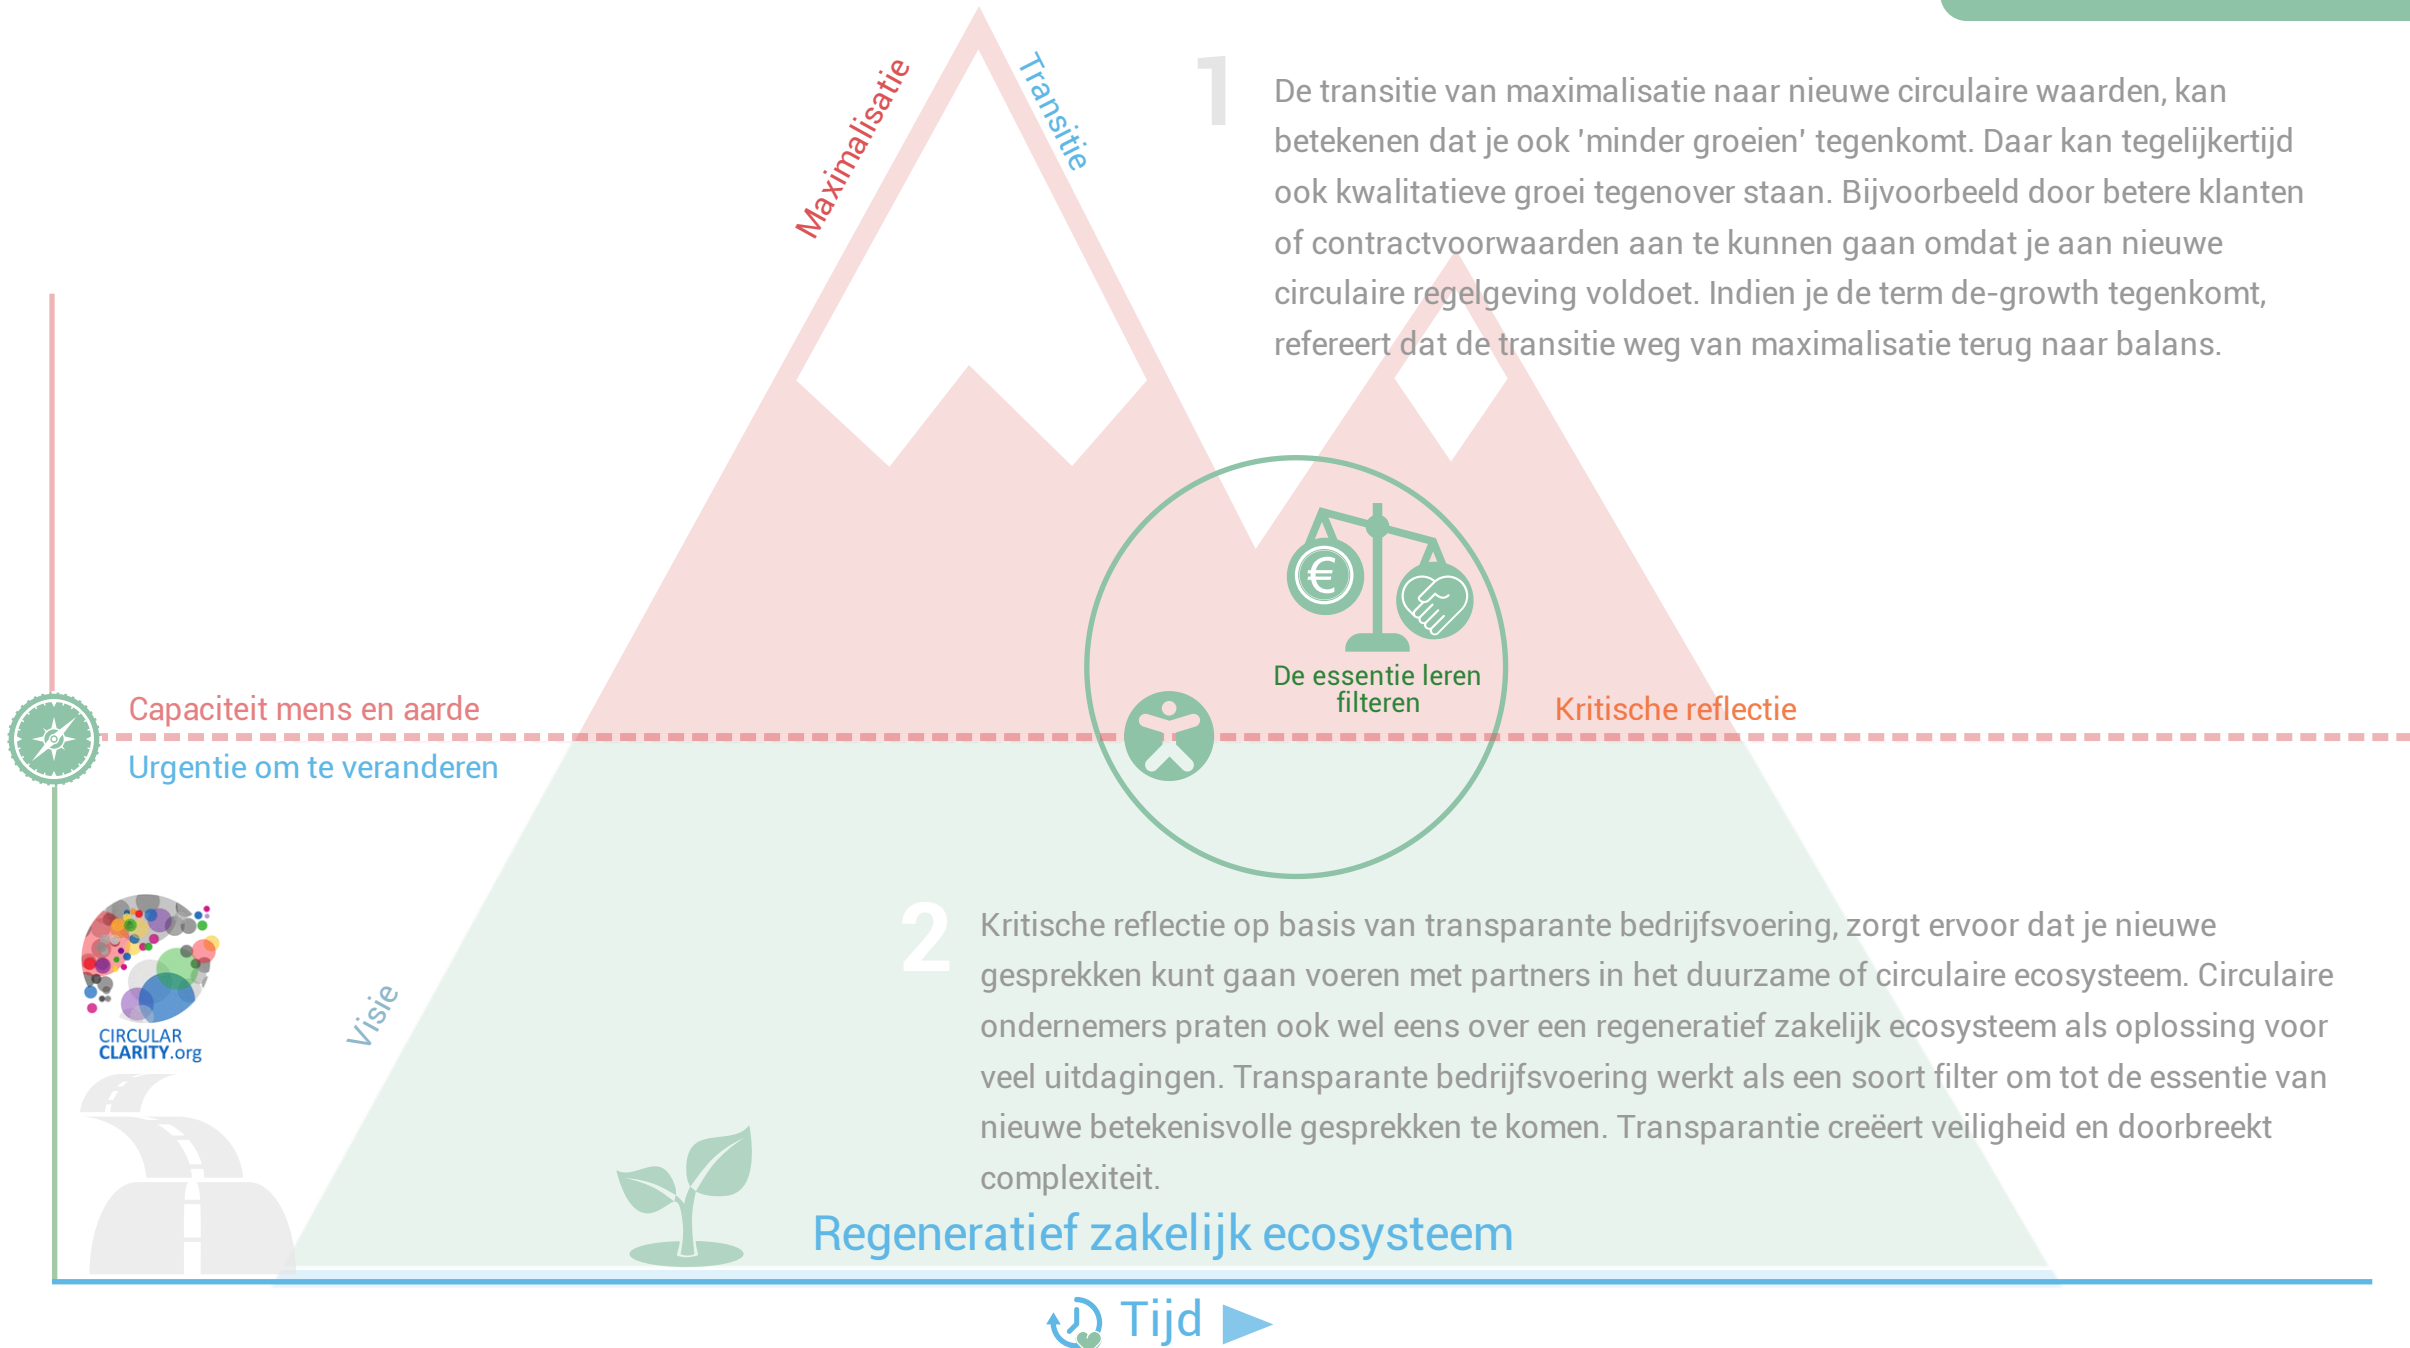 Maximalisatie
Transitie
1
De transitie van maximalisatie naar nieuwe circulaire waarden, kan
betekenen dat je ook 'minder groeien' tegenkomt. Daar kan tegelijkertijd
ook kwalitatieve groei tegenover staan. Bijvoorbeeld door betere klanten
of contractvoorwaarden aan te kunnen gaan omdat je aan nieuwe
circulaire regelgeving voldoet. Indien je de term de-growth tegenkomt,
refereert dat de transitie weg van maximalisatie terug naar balans.
€
De essentie leren
filteren
Capaciteit mens en aarde
Kritische reflectie
Urgentie om te veranderen
CIRCULAR
CLARITY.org
Visie
2
Kritische reflectie op basis van transparante bedrijfsvoering, zorgt ervoor dat je nieuwe
gesprekken kunt gaan voeren met partners in het duurzame of circulaire ecosysteem. Circulaire
ondernemers praten ook wel eens over een regeneratief zakelijk ecosysteem als oplossing voor
veel uitdagingen. Transparante bedrijfsvoering werkt als een soort filter om tot de essentie van
nieuwe betekenisvolle gesprekken te komen. Transparantie creëert veiligheid en doorbreekt
complexiteit.
Regeneratief zakelijk ecosysteem
Tijd